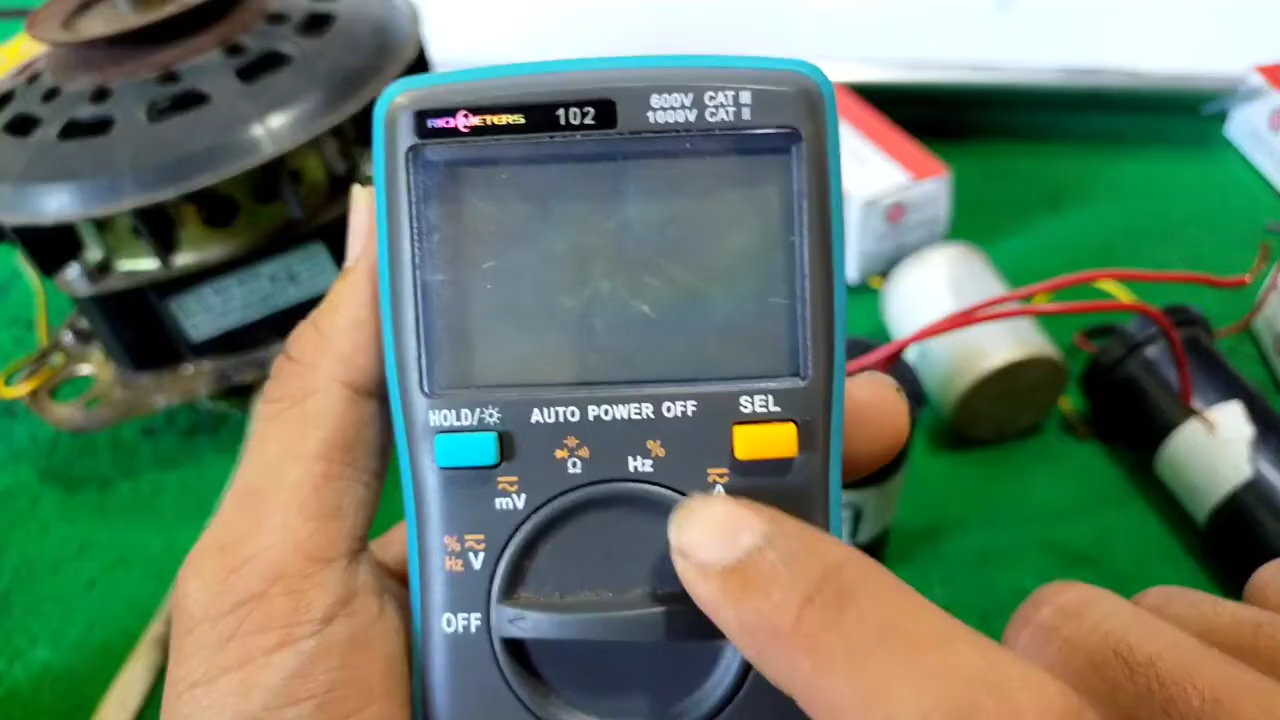 RICHMETERS 102
600V CAT III
1000V CAT II
HOLD/
AUTO POWER OFF
SEL
Ω
Hz %
mV
A
% Hz V
OFF